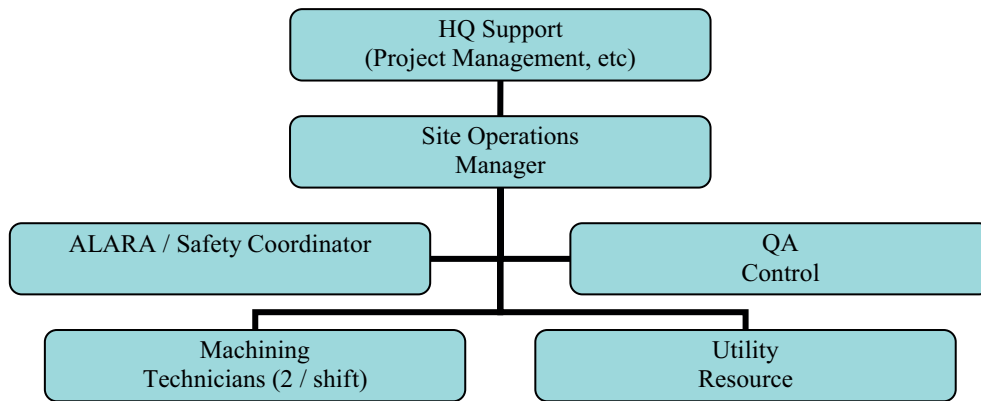 HQ Support
(Project Management, etc)
Site Operations
Manager
ALARA / Safety Coordinator
QA
Control
Machining
Technicians (2 / shift)
Utility
Resource